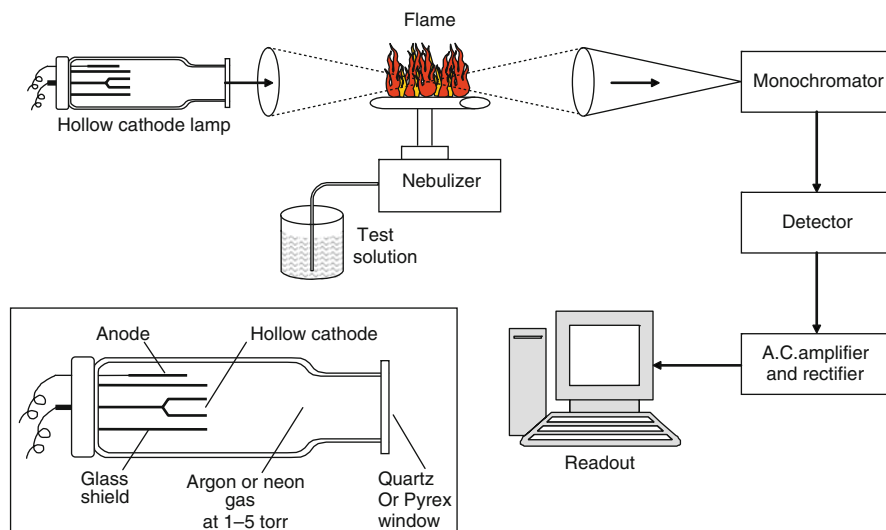 Flame
Hollow cathode lamp
Monochromator
Nebulizer
Test
solution
Detector
A.C.amplifier
and rectifier
Readout
Anode
Hollow cathode
Glass
shield
Argon or neon
gas
at 1–5 torr
Quartz
Or Pyrex
window